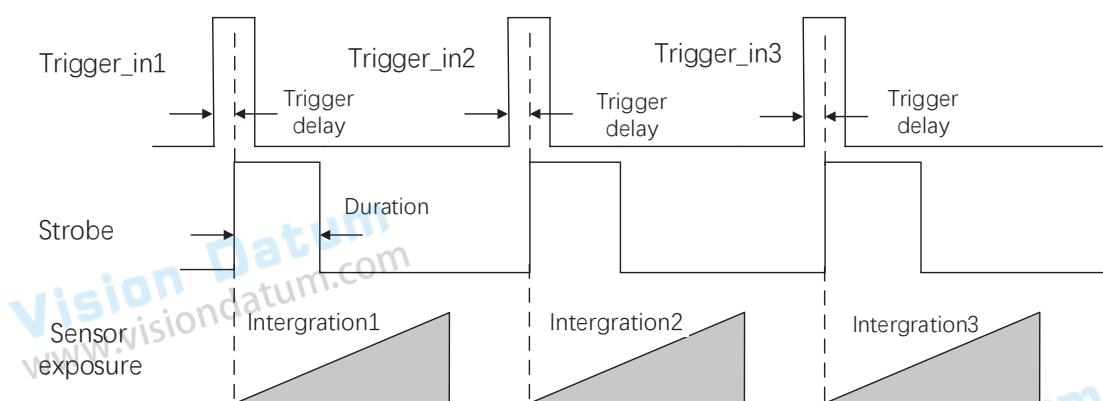 Trigger_in1
Trigger_in2
Trigger_in3
Trigger
delay
Trigger
delay
Trigger
delay
Strobe
Duration
Vision Datum
www.visiondatum.com
Sensor
exposure
Intergration1
Intergration2
Intergration3